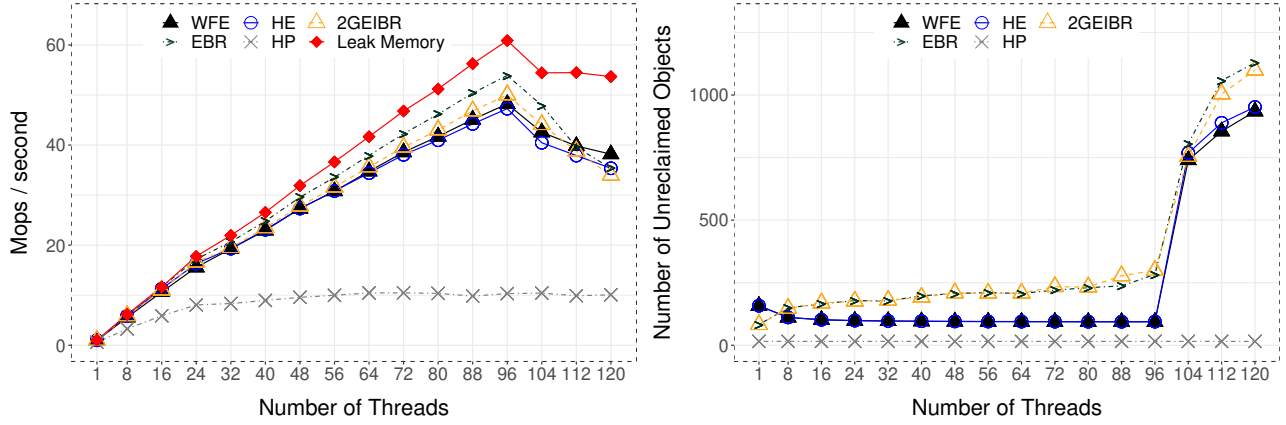 WFE HE 2GEIBR
EBR HP Leak Memory
Mops / second
60
40
20
0
1 8 16 24 32 40 48 56 64 72 80 88 96 104 112 120
Number of Threads
WFE HE 2GEIBR
EBR HP
Number of Unreclaimed Objects
1000
500
0
1 8 16 24 32 40 48 56 64 72 80 88 96 104 112 120
Number of Threads